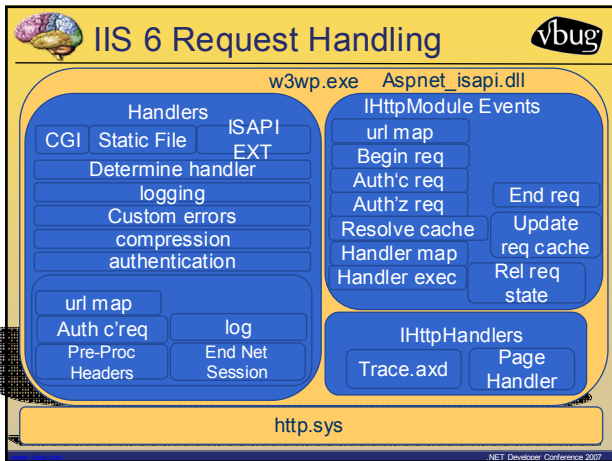 IIS 6 Request Handling
vbug
w3wp.exe
Aspnet_isapi.dll
Handlers
CGI
Static File
ISAPI
EXT
Determine handler
logging
Custom errors
compression
authentication
url map
Auth c'req
log
Pre-Proc
Headers
End Net
Session
IHttpModule Events
url map
Begin req
Auth'c req
Auth'z req
Resolve cache
Handler map
Handler exec
End req
Update
req cache
Rel req
state
IHttpHandlers
Trace.axd
Page
Handler
http.sys
www.vbug.com
.NET Developer Conference 2007